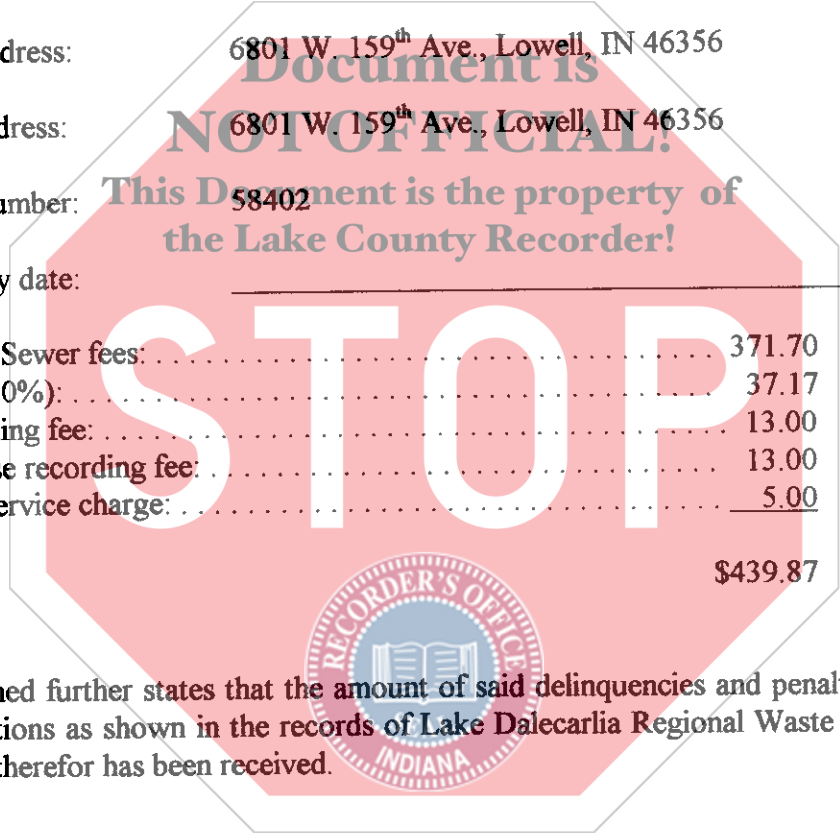 dress: 6801 W. 159th Ave., Lowell, IN 46356
Document is
dress: 6801 W. 159th Ave., Lowell, IN 46356
NOT OFFICIAL!
umber: 58402
This Document is the property of
the Lake County Recorder!
y date:
STOP
Sewer fees: 371.70
0%): 37.17
ing fee: 13.00
e recording fee: 13.00
ervice charge: 5.00
$439.87
RECORDER'S OFFICE
SEAL
INDIANA
ned further states that the amount of said delinquencies and penal
tions as shown in the records of Lake Dalecarlia Regional Waste
therefor has been received.